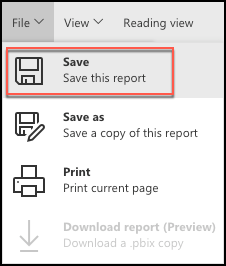 File View Reading view
Save
Save this report
Save as
Save a copy of this report
Print
Print current page
Download report (Preview)
Download a .pbix copy